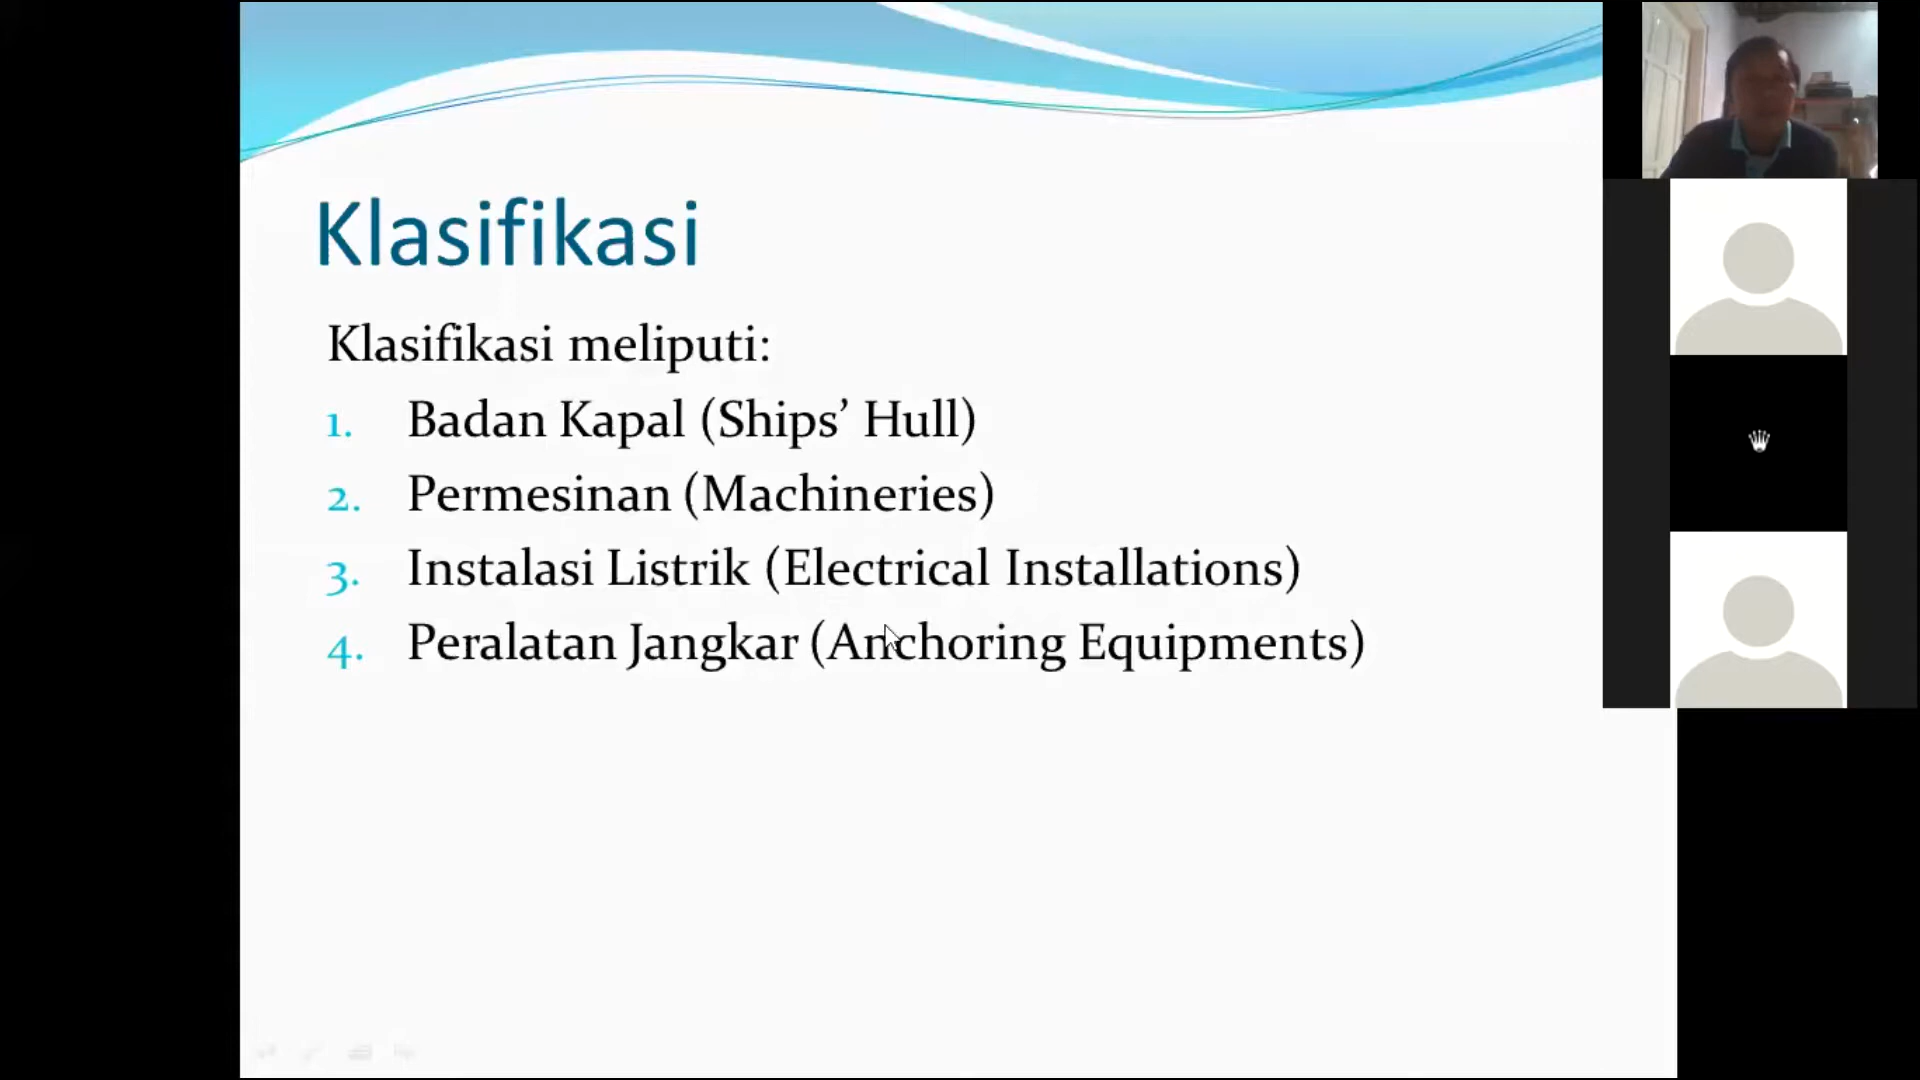 Klasifikasi
Klasifikasi meliputi:
1. Badan Kapal (Ships’ Hull)
2. Permesinan (Machineries)
3. Instalasi Listrik (Electrical Installations)
4. Peralatan Jangkar (Anchoring Equipments)